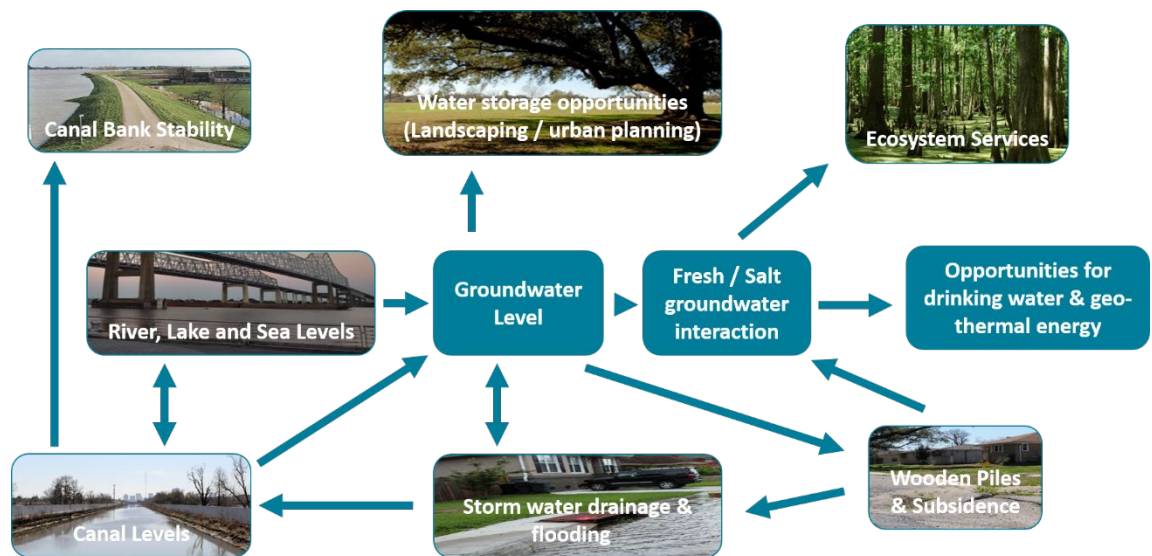 Canal Bank Stability
Water storage opportunities
(Landscaping / urban planning)
Ecosystem Services
River, Lake and Sea Levels
Groundwater
Level
Fresh / Salt
groundwater
interaction
Opportunities for
drinking water & geo-
thermal energy
Canal Levels
Storm water drainage &
flooding
Wooden Piles
& Subsidence